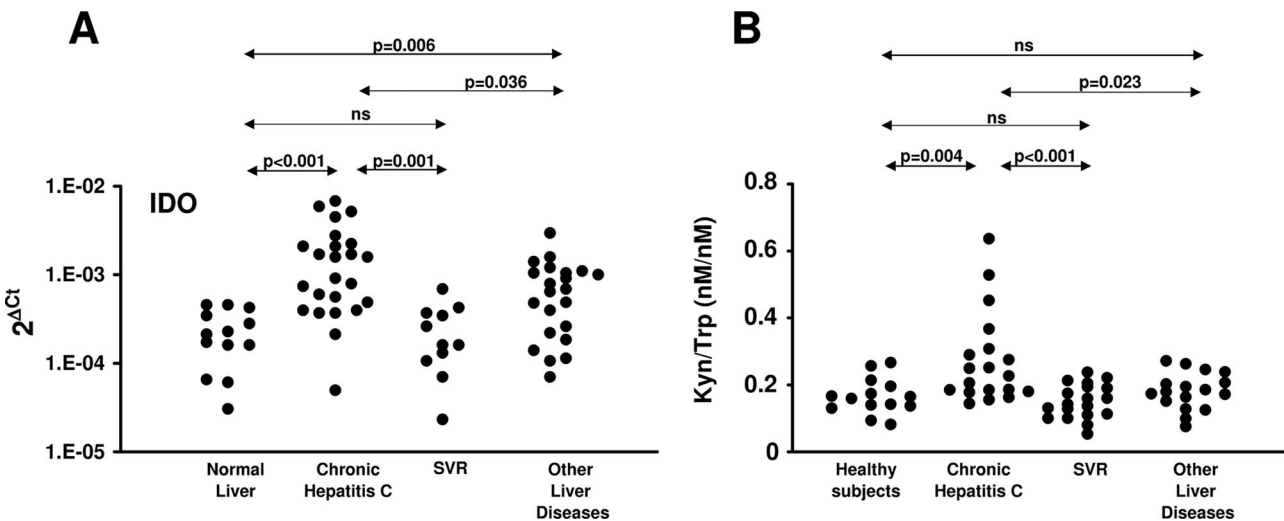 A
p=0.006
p=0.036
ns
p<0.001 p=0.001
1.E-02
IDO
1.E-03
2ΔCt
1.E-04
1.E-05
Normal Liver
Chronic Hepatitis C
SVR
Other Liver Diseases
B
ns
p=0.023
ns
p=0.004 p<0.001
0.8
0.6
Kyn/Trp (nM/nM)
0.4
0.2
0
Healthy subjects
Chronic Hepatitis C
SVR
Other Liver Diseases